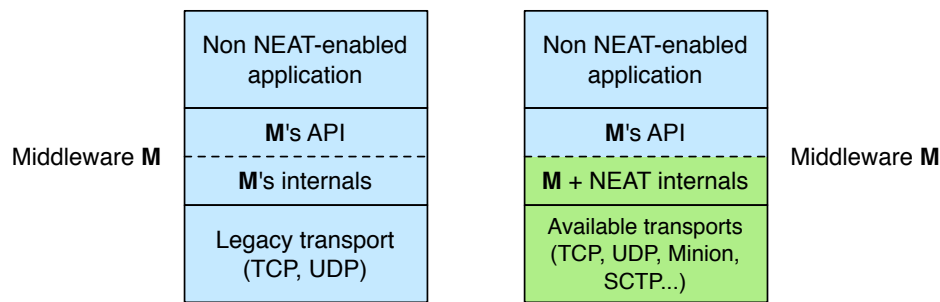 Non NEAT-enabled
application
M's API
Middleware M
M's internals
Legacy transport
(TCP, UDP)
Non NEAT-enabled
application
M's API
Middleware M
M + NEAT internals
Available transports
(TCP, UDP, Minion,
SCTP...)